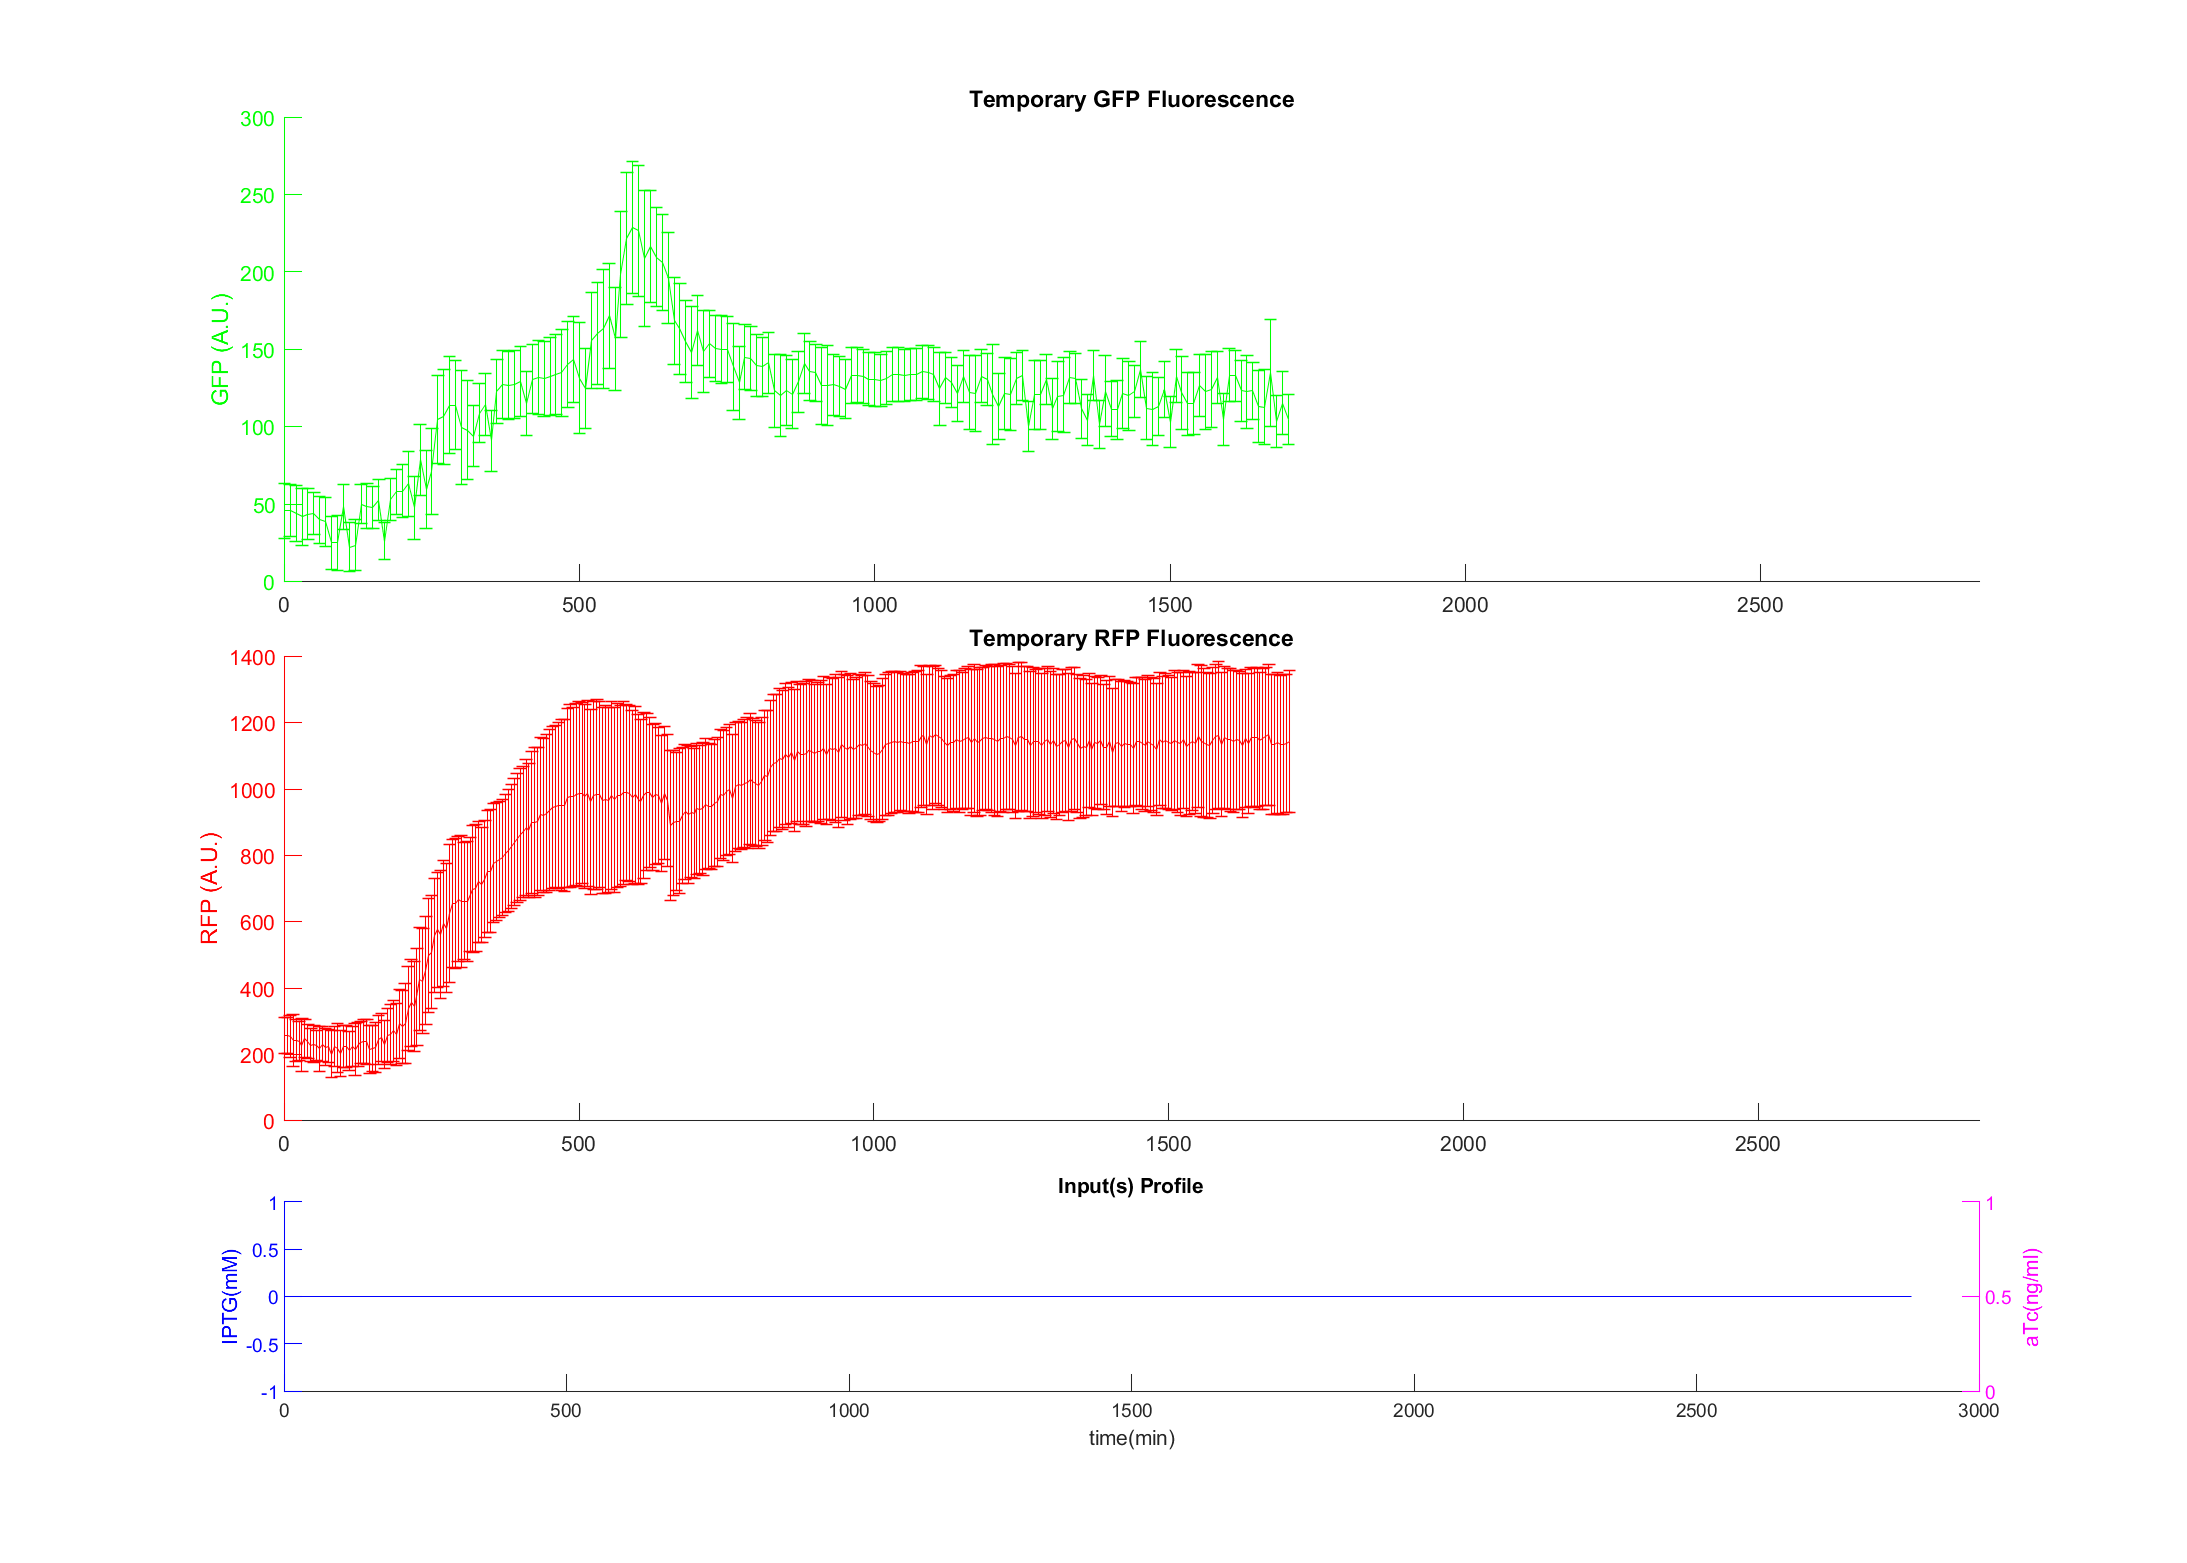 Temporary GFP Fluorescence
300
250
200
150
100
50
0
GFP (A.U.)
0 500 1000 1500 2000 2500
Temporary RFP Fluorescence
1400
1200
1000
800
600
400
200
0
RFP (A.U.)
0 500 1000 1500 2000 2500
Input(s) Profile
1
0.5
0
-0.5
-1
IPTG(mM)
1
0.5
0
aTc(ng/ml)
0 500 1000 1500 2000 2500 3000
time(min)